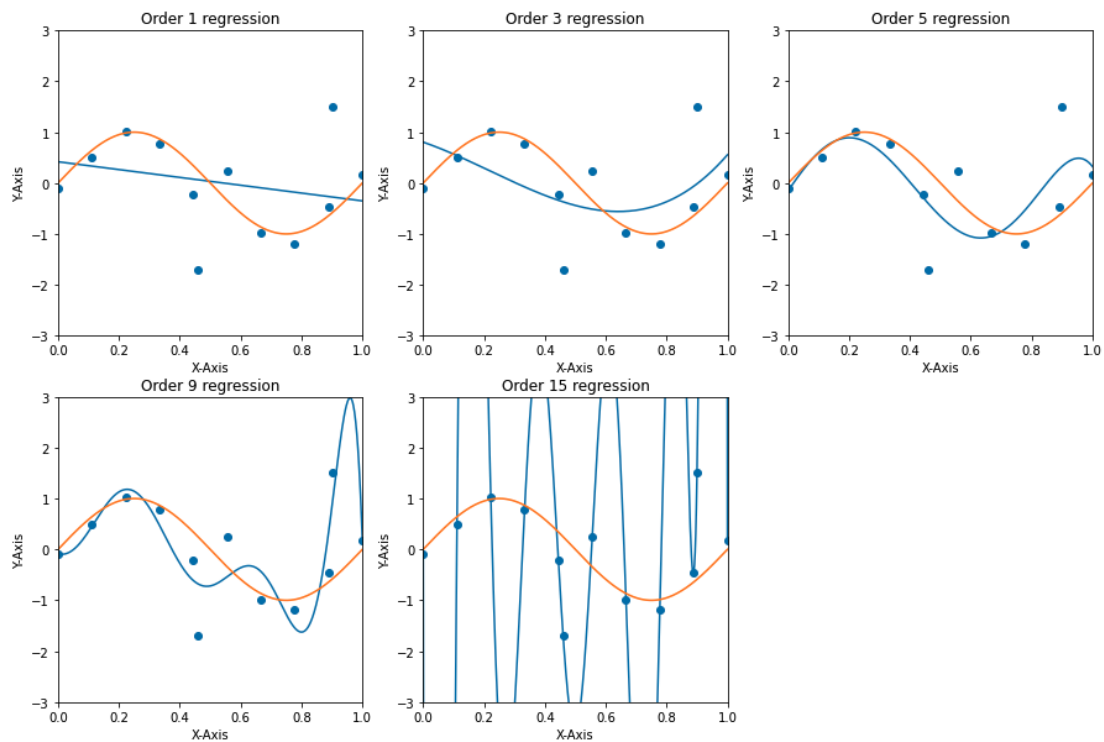 Order 1 regression
3
2
1
0
−1
−2
−3
Y-Axis
0.0 0.2 0.4 0.6 0.8 1.0
X-Axis
Order 3 regression
3
2
1
0
−1
−2
−3
Y-Axis
0.0 0.2 0.4 0.6 0.8 1.0
X-Axis
Order 5 regression
3
2
1
0
−1
−2
−3
Y-Axis
0.0 0.2 0.4 0.6 0.8 1.0
X-Axis
Order 9 regression
3
2
1
0
−1
−2
−3
Y-Axis
0.0 0.2 0.4 0.6 0.8 1.0
X-Axis
Order 15 regression
3
2
1
0
−1
−2
−3
Y-Axis
0.0 0.2 0.4 0.6 0.8 1.0
X-Axis